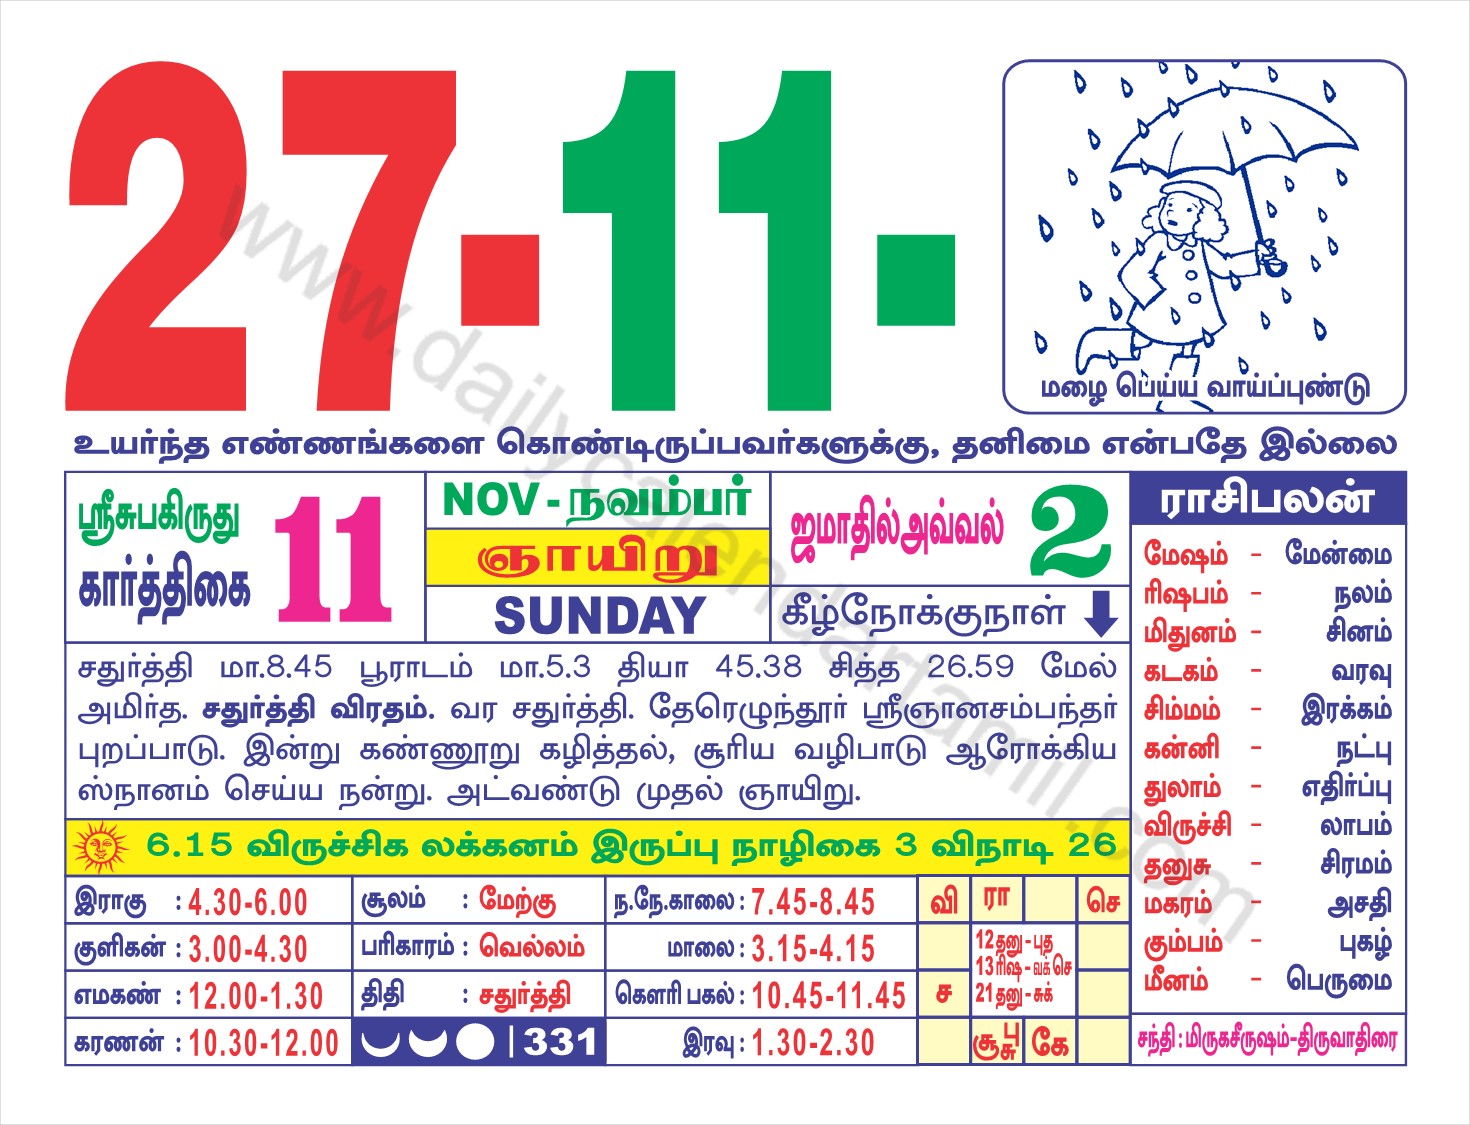 27-11-
மழை பெய்ய வாய்ப்புண்டு
உயர்ந்த எண்ணங்களை கொண்டிருப்பவர்களுக்கு, தனிமை என்பதே இல்லை
ஸ்ரீசுபகிருது
கார்த்திகை 11
NOV - நவம்பர்
ஞாயிறு
SUNDAY
ஜமாதில்அவ்வல் 2
கீழ்நோக்குநாள்
சதுர்த்தி மா.8.45 பூராடம் மா.5.3 தியா 45.38 சித்த 26.59 மேல்
அமிர்த. சதுர்த்தி விரதம். வர சதுர்த்தி. தேரெழுந்தூர் ஸ்ரீஞானசம்பந்தர்
புறப்பாடு. இன்று கண்ணூறு கழித்தல், சூரிய வழிபாடு ஆரோக்கிய
ஸ்நானம் செய்ய நன்று. அட்வண்டு முதல் ஞாயிறு.
6.15 விருச்சிக லக்கனம் இருப்பு நாழிகை 3 விநாடி 26
இராகு : 4.30-6.00
குளிகன் : 3.00-4.30
எமகண் : 12.00-1.30
கரணன் : 10.30-12.00
சூலம் : மேற்கு
பரிகாரம் : வெல்லம்
திதி : சதுர்த்தி
331
ந.நே.காலை : 7.45-8.45
மாலை : 3.15-4.15
கௌரி பகல் : 10.45-11.45
இரவு : 1.30-2.30
வி ரா செ
12 தனு - புத
13 ரிஷ - வக் செ
21 தனு - சுக்
ச
சூ பு சு கே
ராசிபலன்
மேஷம் - மேன்மை
ரிஷபம் - நலம்
மிதுனம் - சினம்
கடகம் - வரவு
சிம்மம் - இரக்கம்
கன்னி - நட்பு
துலாம் - எதிர்ப்பு
விருச்சி - லாபம்
தனுசு - சிரமம்
மகரம் - அசதி
கும்பம் - புகழ்
மீனம் - பெருமை
சந்தி : மிருகசீருஷம்-திருவாதிரை
www.dailycalendartamil.com